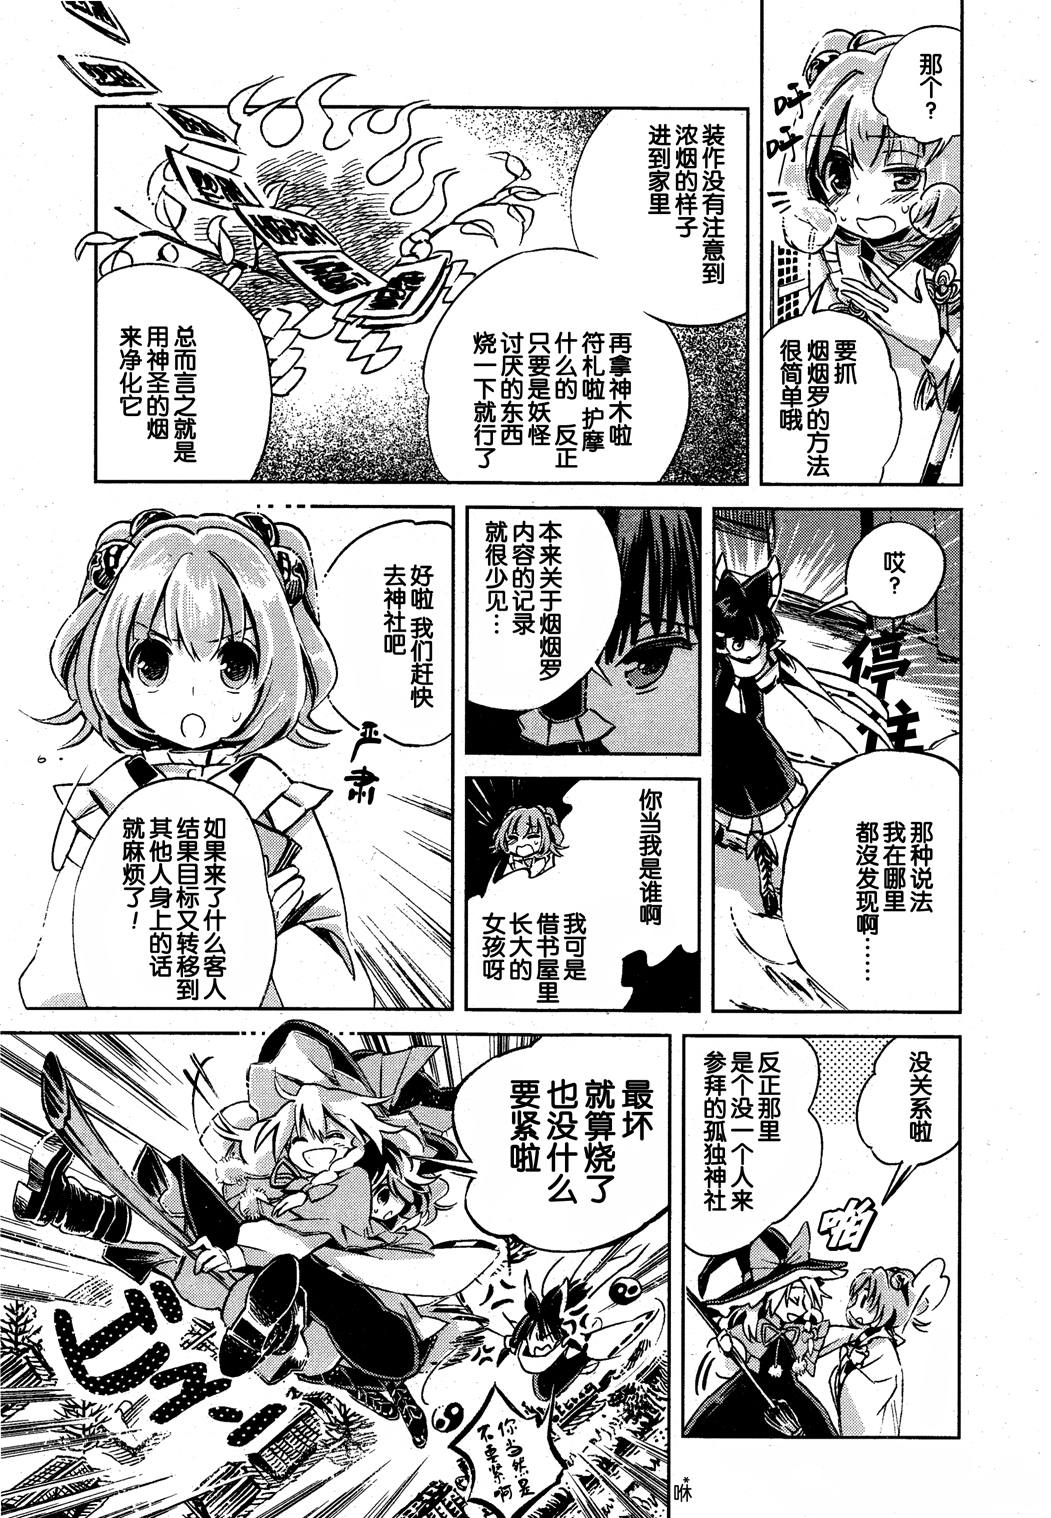 那个?
呼
呼
要抓
烟烟罗的方法
很简单哦
装作没有注意到
浓烟的样子
进到家里
再拿神木啦
符札啦 护摩
什么的 反正
只要是妖怪
讨厌的东西
烧一下就行了
总而言之就是
用神圣的烟
来净化它
哎?
停
注
那种说法
我在哪里
都没发现啊……
本来关于烟烟罗
内容的记录
就很少见…
你当我是谁啊
我可是
借书屋里
长大的
女孩呀
好啦 我们赶快
去神社吧
严
肃
如果来了什么客人
结果目标又转移到
其他人身上的话
就麻烦了!
没关系啦
反正那里
是个没一个人来
参拜的孤独神社
啪
最坏
就算烧了
也没什么
要紧啦
你当然是
不要紧啊
*咻